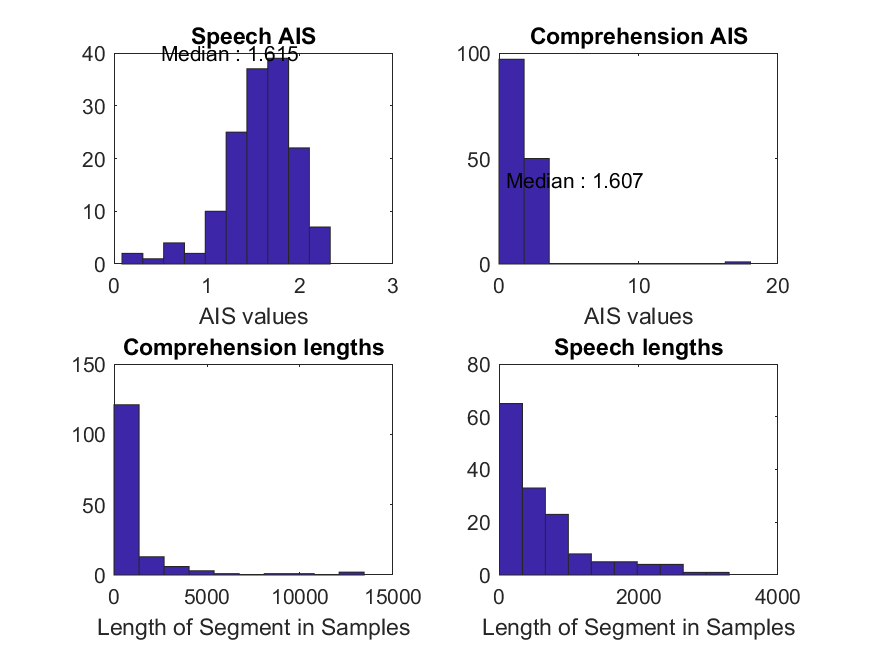 Speech AIS
Median : 1.615
40
30
20
10
0
0 1 2 3
AIS values
Comprehension AIS
100
50
0
Median : 1.607
0 10 20
AIS values
Comprehension lengths
150
100
50
0
0 5000 10000 15000
Length of Segment in Samples
Speech lengths
80
60
40
20
0
0 2000 4000
Length of Segment in Samples